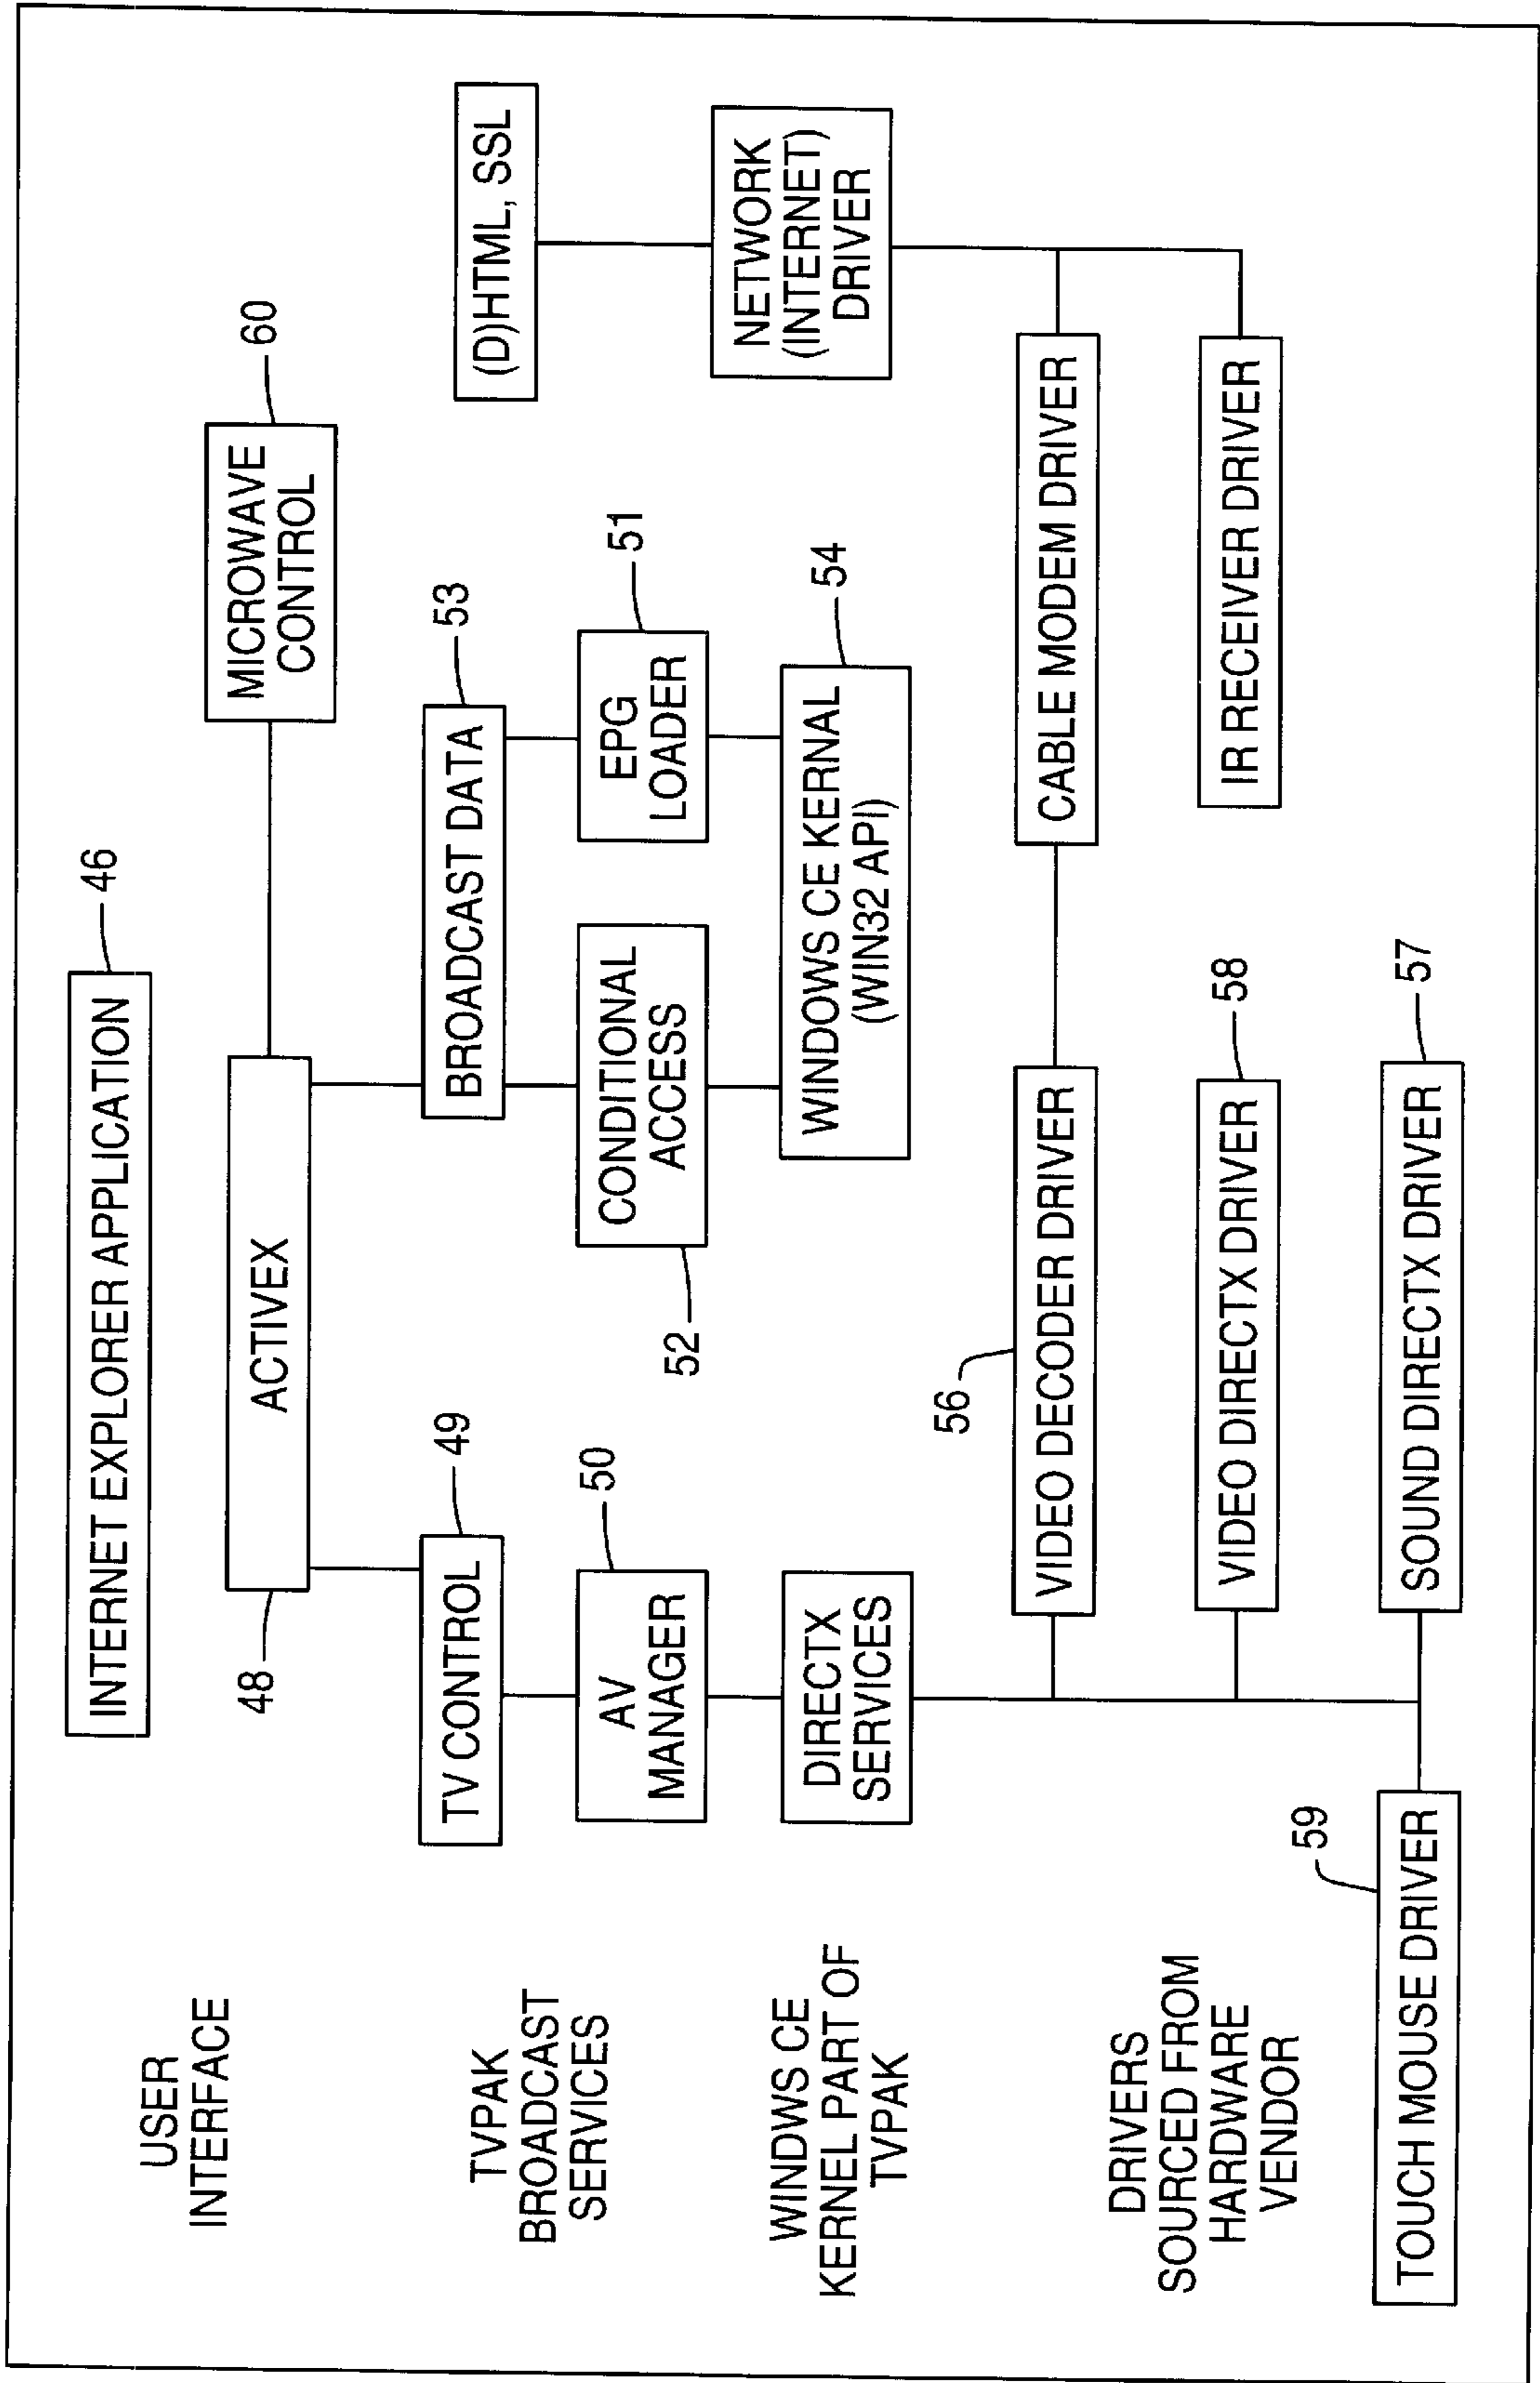 INTERNET EXPLORER APPLICATION
46
USER
INTERFACE
48
ACTIVEX
MICROWAVE
CONTROL
60
TVPAK
BROADCAST
SERVICES
TV CONTROL
49
BROADCAST DATA
53
(D)HTML, SSL
AV
MANAGER
50
CONDITIONAL
ACCESS
52
EPG
LOADER
51
WINDOWS CE
KERNEL PART OF
TVPAK
DIRECTX
SERVICES
WINDOWS CE KERNAL
(WIN32 API)
54
NETWORK
(INTERNET)
DRIVER
DRIVERS
SOURCED FROM
HARDWARE
VENDOR
56
VIDEO DECODER DRIVER
CABLE MODEM DRIVER
VIDEO DIRECTX DRIVER
58
IR RECEIVER DRIVER
59
TOUCH MOUSE DRIVER
SOUND DIRECTX DRIVER
57